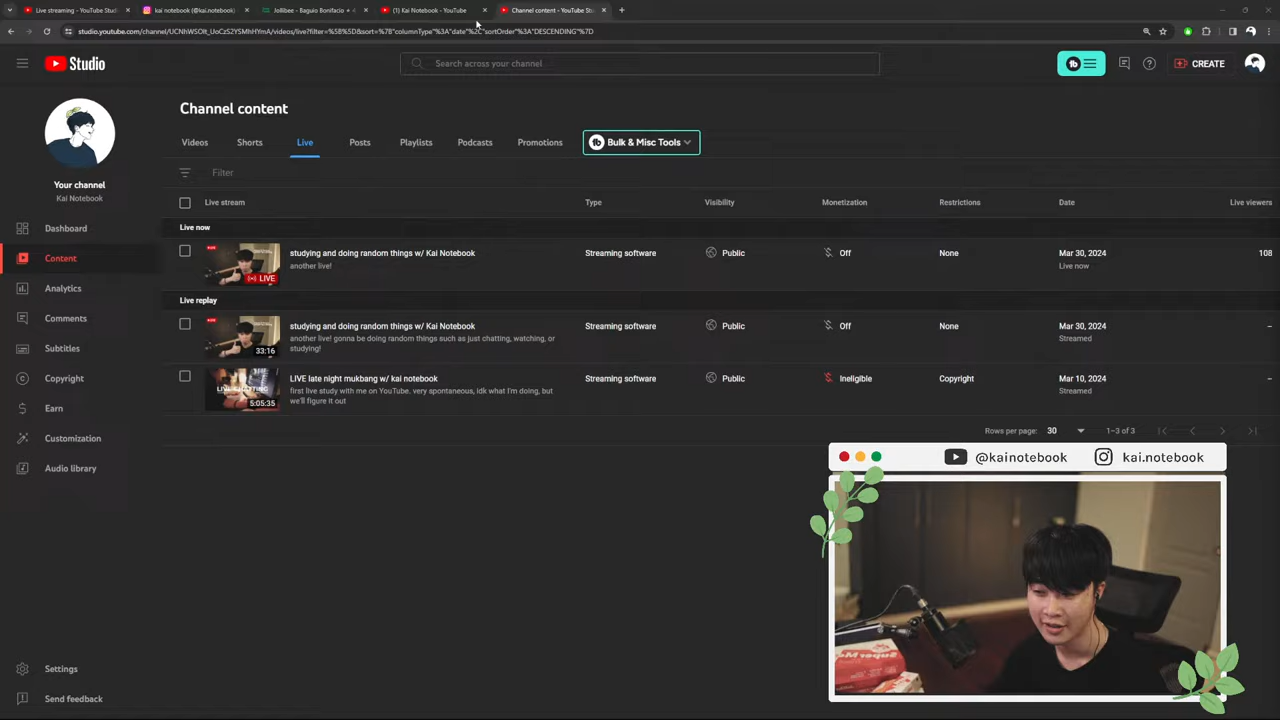 Live streaming - YouTube Stu
kai notebook (@kai.notebook)
Jollibee - Baguio Bonifacio
(1) Kai Notebook - YouTube
Channel content - YouTube St
Studio
Search across your channel
CREATE
Channel content
Videos
Shorts
Live
Posts
Playlists
Podcasts
Promotions
Bulk & Misc Tools
Your channel
Kai Notebook
Dashboard
Content
Analytics
Comments
Subtitles
Copyright
Earn
Customization
Audio library
Settings
Send feedback
Filter
Live stream
Type
Visibility
Monetization
Restrictions
Date
Live viewers
Live now
LIVE
studying and doing random things w/ Kai Notebook
another live!
Streaming software
Public
Off
None
Mar 30, 2024
Live now
108
Live replay
33:16
studying and doing random things w/ Kai Notebook
another live! gonna be doing random things such as just chatting, watching, or
studying!
Streaming software
Public
Off
None
Mar 30, 2024
Streamed
–
5:05:35
LIVE late night mukbang w/ kai notebook
first live study with me on YouTube. very spontaneous, idk what I'm doing, but
we'll figure it out
Streaming software
Public
Ineligible
Copyright
Mar 10, 2024
Streamed
–
Rows per page: 30
1–3 of 3
@kainotebook
kai.notebook